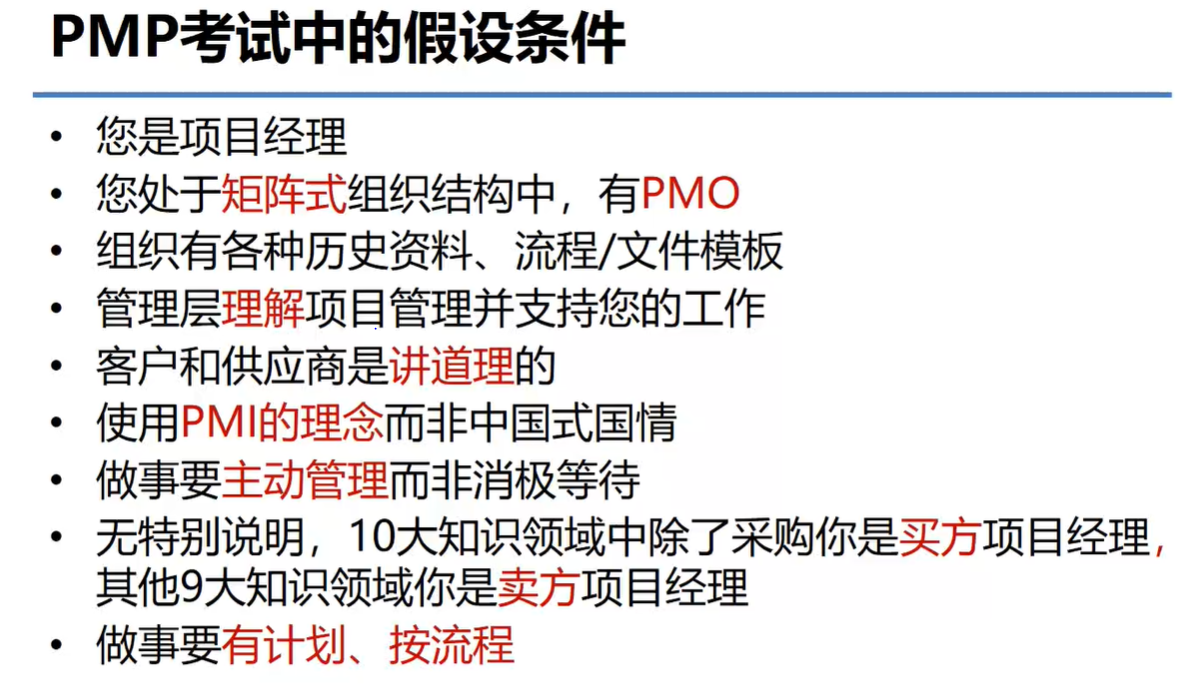 PMP考试中的假设条件
• 您是项目经理
• 您处于矩阵式组织结构中，有PMO
• 组织有各种历史资料、流程/文件模板
• 管理层理解项目管理并支持您的工作
• 客户和供应商是讲道理的
• 使用PMI的理念而非中国式国情
• 做事要主动管理而非消极等待
• 无特别说明，10大知识领域中除了采购你是买方项目经理，
其他9大知识领域你是卖方项目经理
• 做事要有计划、按流程